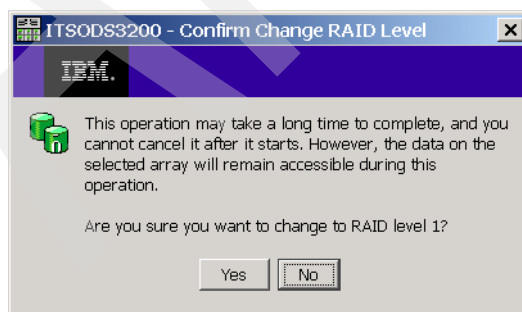 ITSODS3200 - Confirm Change RAID Level
IBM.
This operation may take a long time to complete, and you
cannot cancel it after it starts. However, the data on the
selected array will remain accessible during this
operation.
Are you sure you want to change to RAID level 1?
Yes No